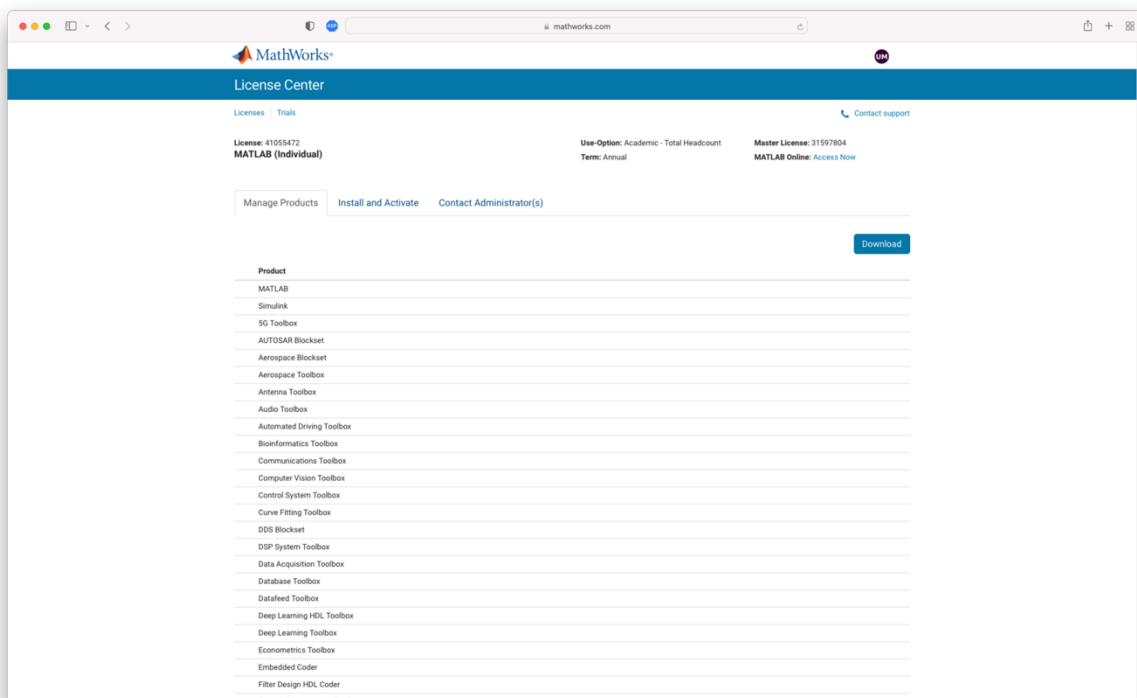 ABP
mathworks.com
MathWorks®
UM
License Center
Licenses Trials
Contact support
License: 41055472
MATLAB (Individual)
Use-Option: Academic - Total Headcount
Term: Annual
Master License: 31597804
MATLAB Online: Access Now
Manage Products Install and Activate Contact Administrator(s)
Download
Product
MATLAB
Simulink
5G Toolbox
AUTOSAR Blockset
Aerospace Blockset
Aerospace Toolbox
Antenna Toolbox
Audio Toolbox
Automated Driving Toolbox
Bioinformatics Toolbox
Communications Toolbox
Computer Vision Toolbox
Control System Toolbox
Curve Fitting Toolbox
DDS Blockset
DSP System Toolbox
Data Acquisition Toolbox
Database Toolbox
Datafeed Toolbox
Deep Learning HDL Toolbox
Deep Learning Toolbox
Econometrics Toolbox
Embedded Coder
Filter Design HDL Coder